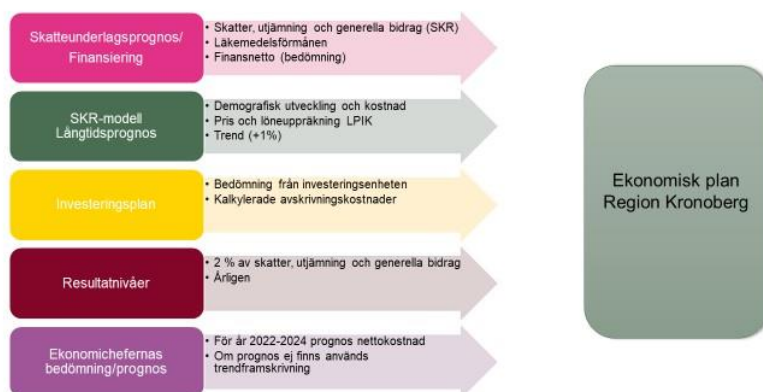 Skatteunderlagsprognos/
Finansiering
• Skatter, utjämning och generella bidrag (SKR)
• Läkemedelsförmånen
• Finansnetto (bedömning)
SKR-modell
Långtidsprognos
• Demografisk utveckling och kostnad
• Pris och löneuppräkning LPIK
• Trend (+1%)
Investeringsplan
• Bedömning från investeringsenheten
• Kalkylerade avskrivningskostnader
Resultatnivåer
• 2 % av skatter, utjämning och generella bidrag
• Årligen
Ekonomichefernas
bedömning/prognos
• För år 2022-2024 prognos nettokostnad
• Om prognos ej finns används
trendframskrivning
Ekonomisk plan
Region Kronoberg